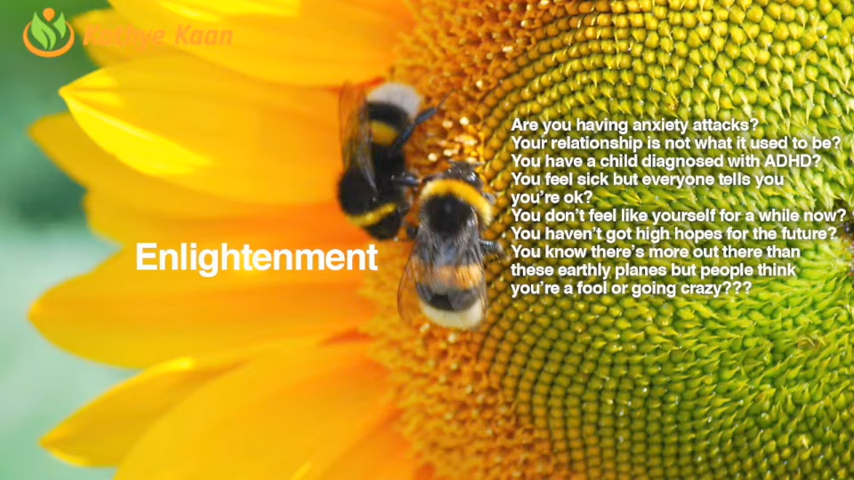 Kathye Kaan
Enlightenment
Are you having anxiety attacks?
Your relationship is not what it used to be?
You have a child diagnosed with ADHD?
You feel sick but everyone tells you
you're ok?
You don't feel like yourself for a while now?
You haven't got high hopes for the future?
You know there's more out there than
these earthly planes but people think
you're a fool or going crazy???